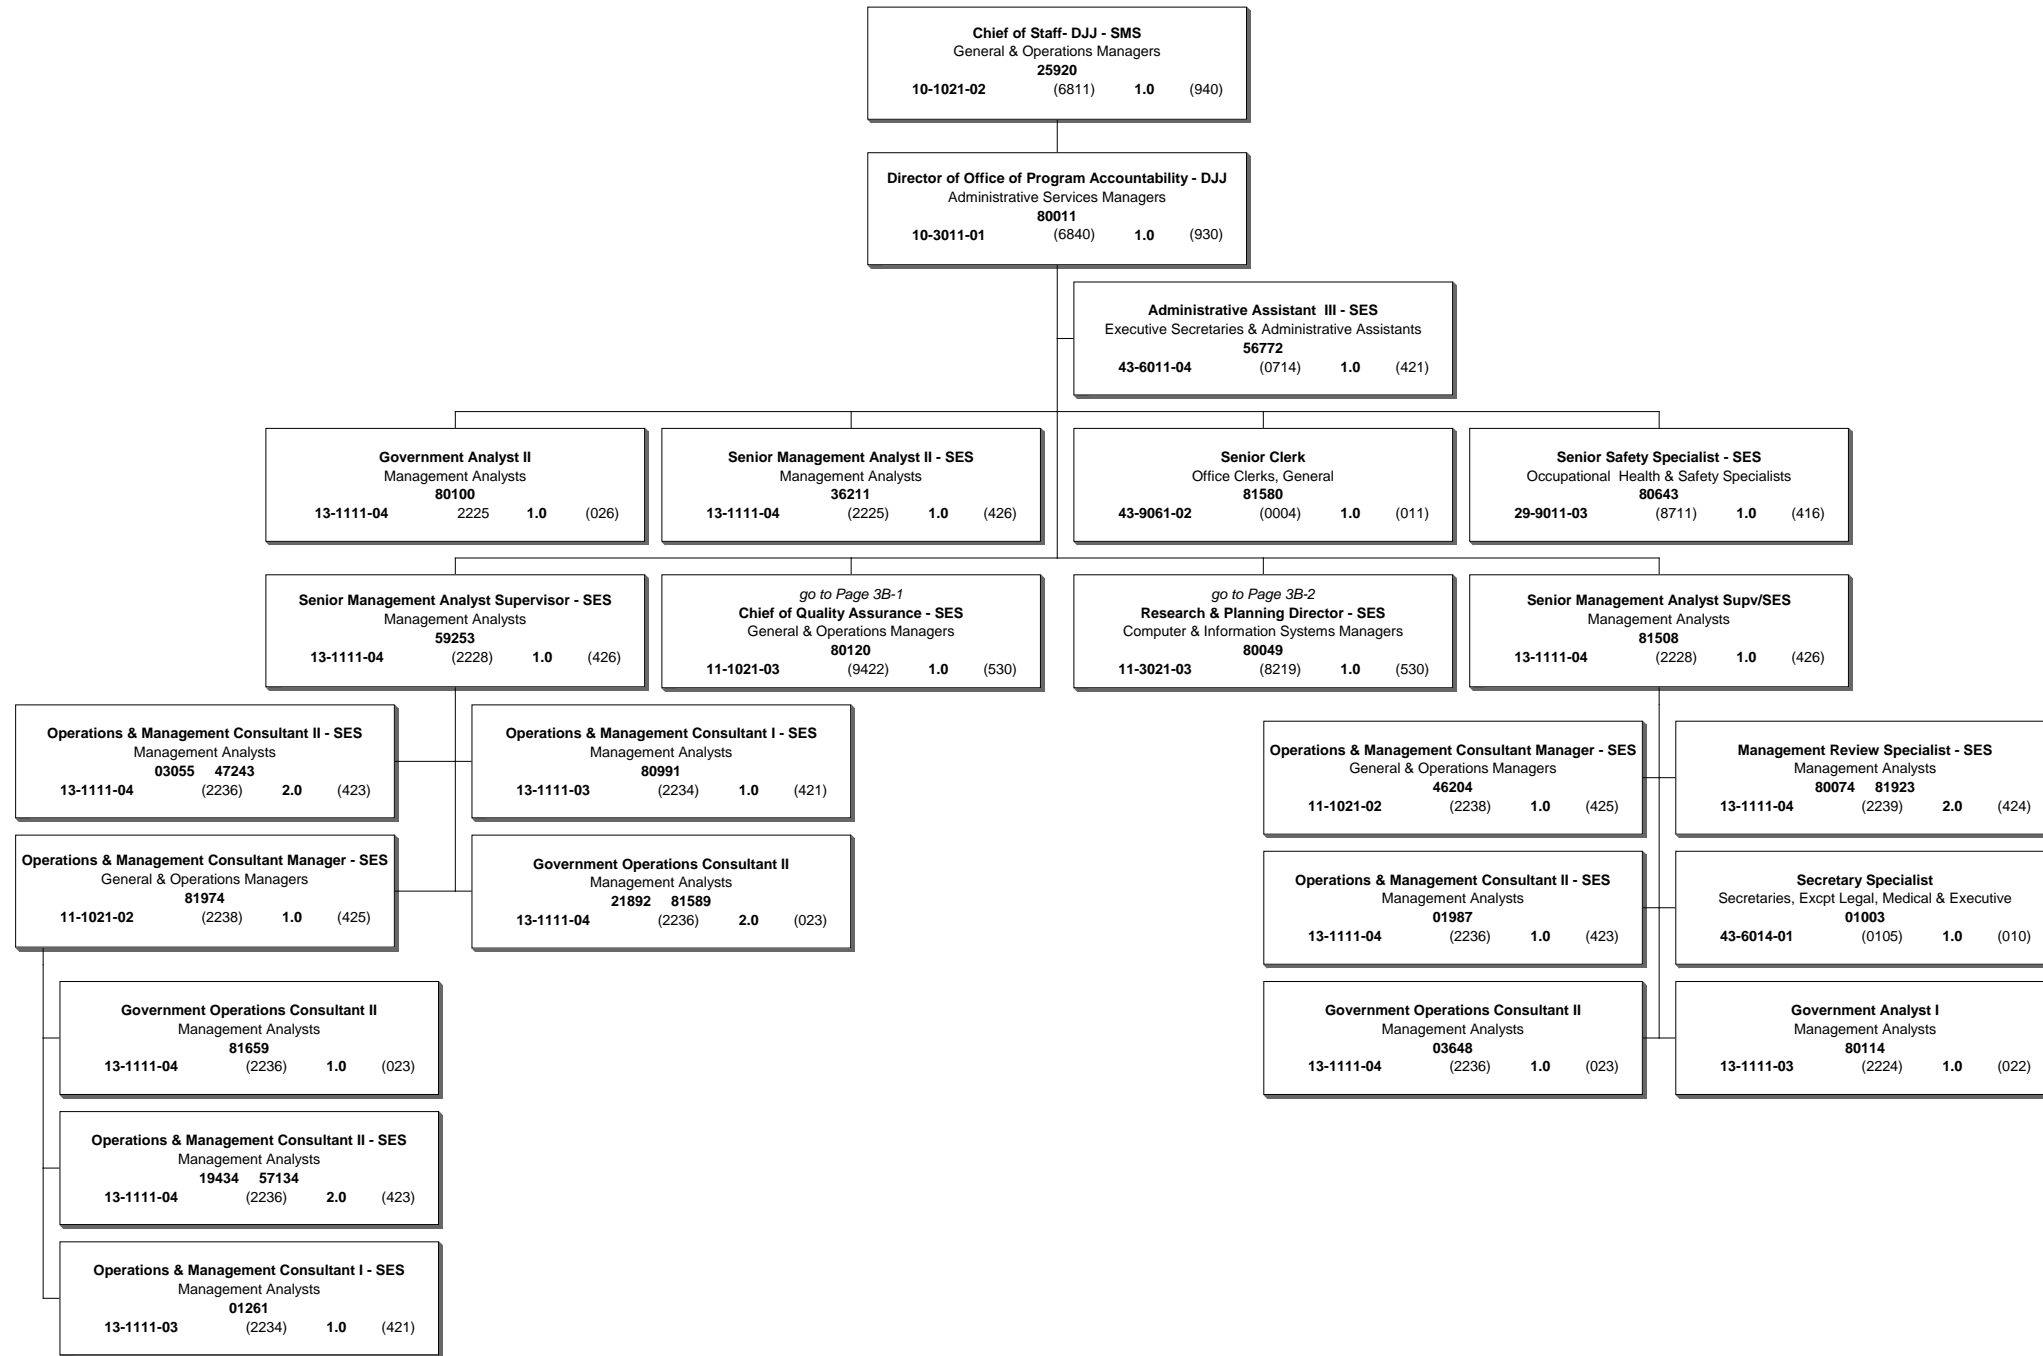 Chief of Staff- DJJ - SMS
General & Operations Managers
25920
10-1021-02 (6811) 1.0 (940)
Director of Office of Program Accountability - DJJ
Administrative Services Managers
80011
10-3011-01 (6840) 1.0 (930)
Administrative Assistant  III - SES
Executive Secretaries & Administrative Assistants
56772
43-6011-04 (0714) 1.0 (421)
Government Analyst II
Management Analysts
80100
13-1111-04 2225 1.0 (026)
Senior Management Analyst II - SES
Management Analysts
36211
13-1111-04 (2225) 1.0 (426)
Senior Clerk
Office Clerks, General
81580
43-9061-02 (0004) 1.0 (011)
Senior Safety Specialist - SES
Occupational  Health & Safety Specialists
80643
29-9011-03 (8711) 1.0 (416)
Senior Management Analyst Supervisor - SES
Management Analysts
59253
13-1111-04 (2228) 1.0 (426)
go to Page 3B-1
Chief of Quality Assurance - SES
General & Operations Managers
80120
11-1021-03 (9422) 1.0 (530)
go to Page 3B-2
Research & Planning Director - SES
Computer & Information Systems Managers
80049
11-3021-03 (8219) 1.0 (530)
Senior Management Analyst Supv/SES
Management Analysts
81508
13-1111-04 (2228) 1.0 (426)
Operations & Management Consultant II - SES
Management Analysts
03055 47243
13-1111-04 (2236) 2.0 (423)
Operations & Management Consultant I - SES
Management Analysts
80991
13-1111-03 (2234) 1.0 (421)
Operations & Management Consultant Manager - SES
General & Operations Managers
81974
11-1021-02 (2238) 1.0 (425)
Government Operations Consultant II
Management Analysts
21892 81589
13-1111-04 (2236) 2.0 (023)
Government Operations Consultant II
Management Analysts
81659
13-1111-04 (2236) 1.0 (023)
Operations & Management Consultant II - SES
Management Analysts
19434 57134
13-1111-04 (2236) 2.0 (423)
Operations & Management Consultant I - SES
Management Analysts
01261
13-1111-03 (2234) 1.0 (421)
Operations & Management Consultant Manager - SES
General & Operations Managers
46204
11-1021-02 (2238) 1.0 (425)
Management Review Specialist - SES
Management Analysts
80074 81923
13-1111-04 (2239) 2.0 (424)
Operations & Management Consultant II - SES
Management Analysts
01987
13-1111-04 (2236) 1.0 (423)
Secretary Specialist
Secretaries, Excpt Legal, Medical & Executive
01003
43-6014-01 (0105) 1.0 (010)
Government Operations Consultant II
Management Analysts
03648
13-1111-04 (2236) 1.0 (023)
Government Analyst I
Management Analysts
80114
13-1111-03 (2224) 1.0 (022)